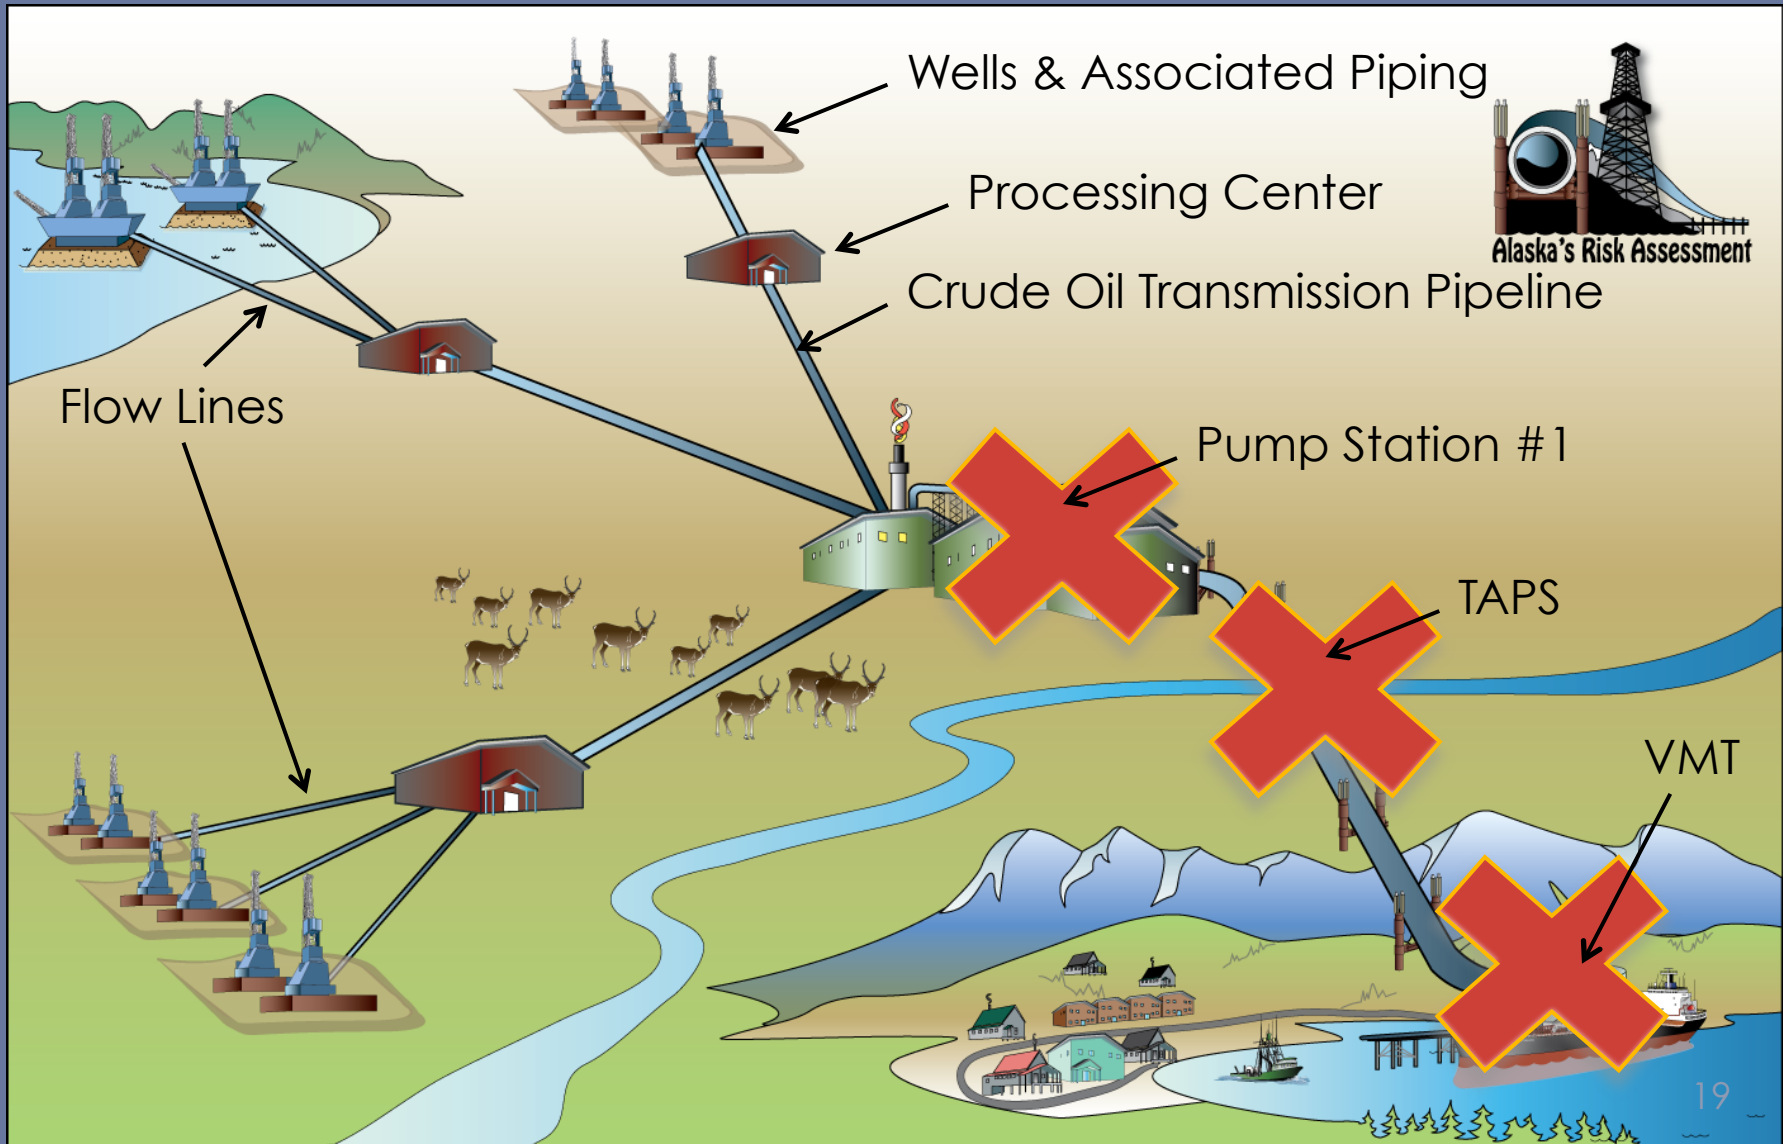 Wells & Associated Piping
Processing Center
Alaska's Risk Assessment
Crude Oil Transmission Pipeline
Flow Lines
Pump Station #1
TAPS
VMT
19